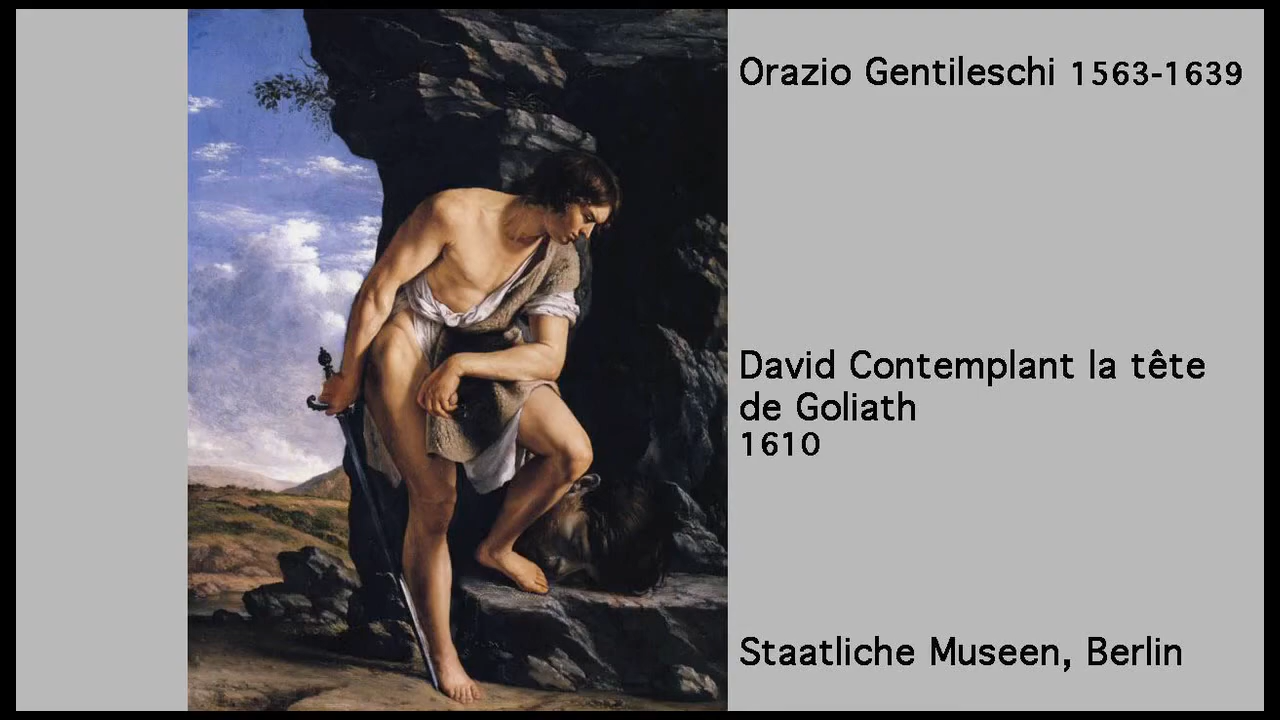 Orazio Gentileschi 1563-1639
David Contemplant la tête
de Goliath
1610
Staatliche Museen, Berlin